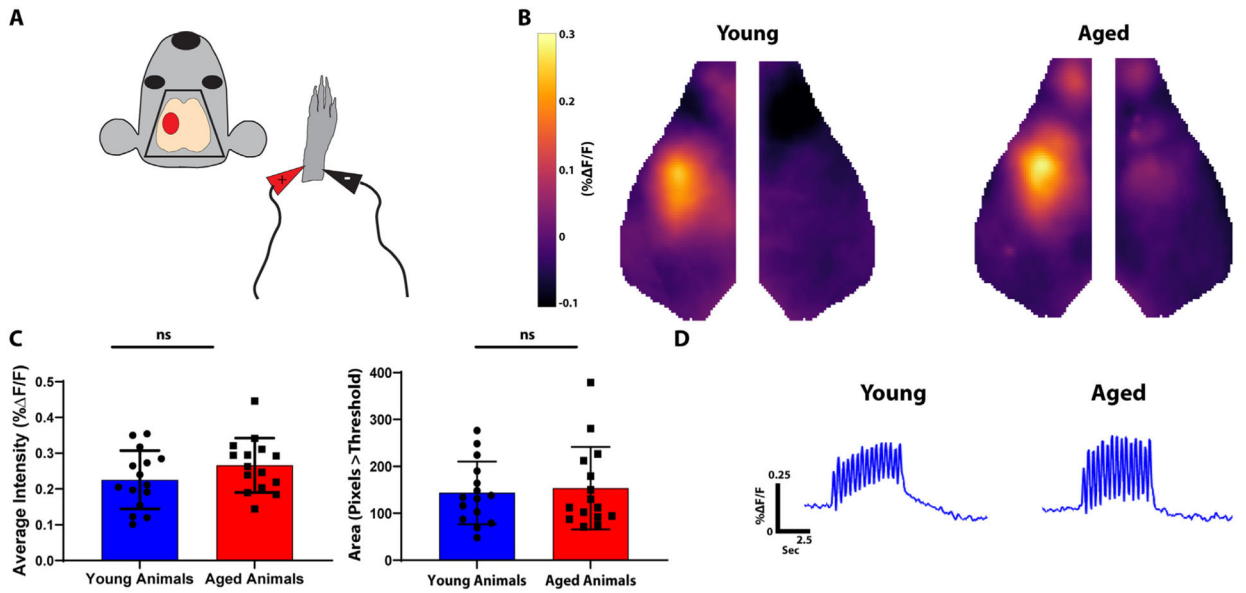 A
+
-
B
Young
Aged
0.3
0.2
0.1
0
-0.1
(%ΔF/F)
C
ns
Average Intensity (%ΔF/F)
0.5
0.4
0.3
0.2
0.1
0.0
Young Animals
Aged Animals
ns
Area (Pixels >Threshold)
400
300
200
100
0
Young Animals
Aged Animals
D
Young
Aged
0.25
%ΔF/F
0
Sec
2.5